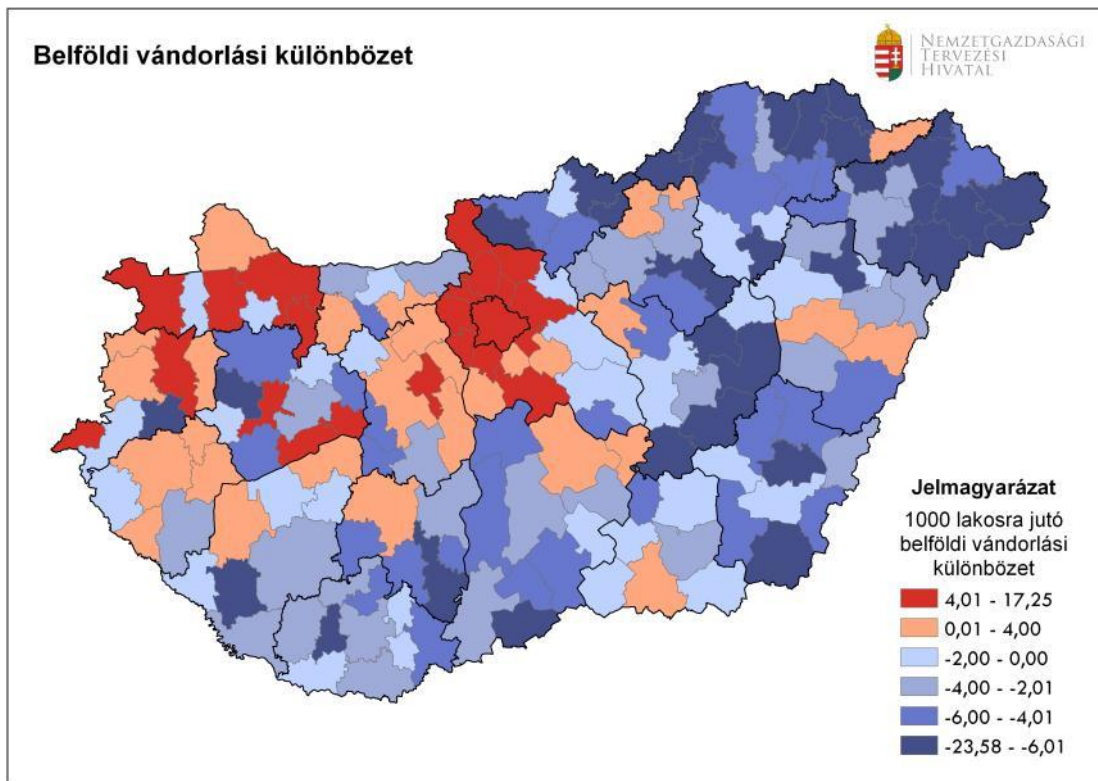 Belföldi vándorlási különbözet
NEMZETGAZDASÁGI
TERVEZÉSI
HIVATAL
Jelmagyarázat
1000 lakosra jutó
belföldi vándorlási
különbözet
4,01 - 17,25
0,01 - 4,00
-2,00 - 0,00
-4,00 - -2,01
-6,00 - -4,01
-23,58 - -6,01